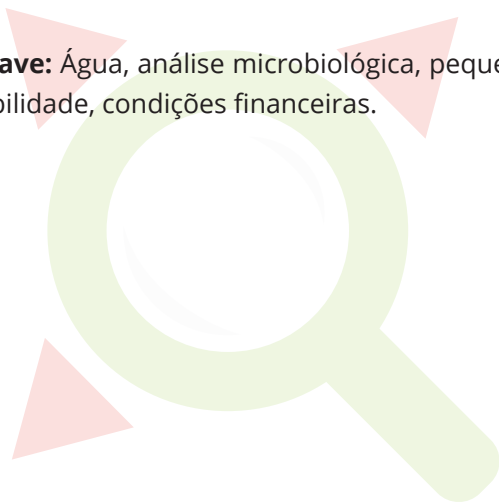 ave: Água, análise microbiológica, peque
bilidade, condições financeiras.